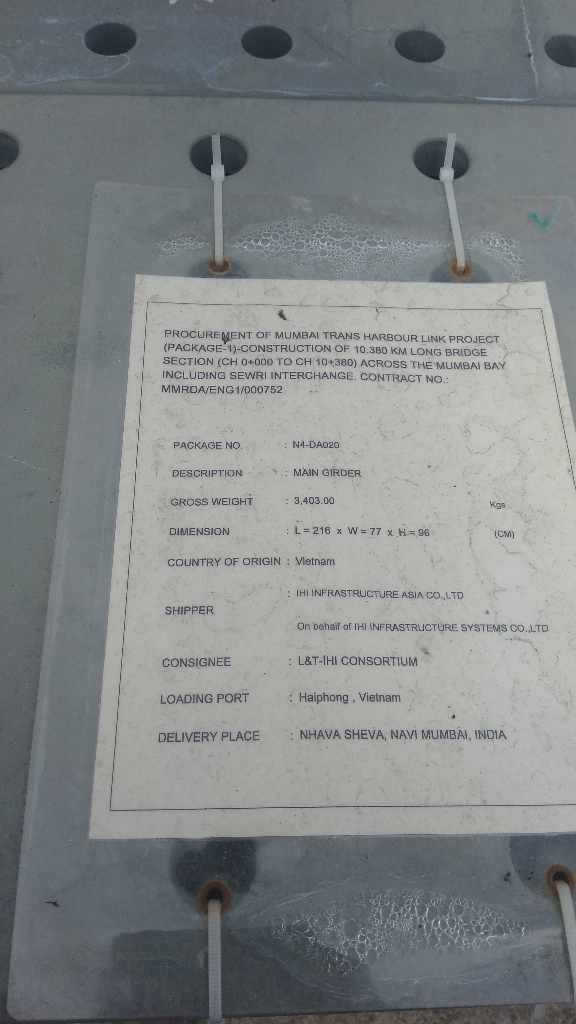 PROCUREMENT OF MUMBAI TRANS HARBOUR LINK PROJECT
(PACKAGE-1)-CONSTRUCTION OF 10.380 KM LONG BRIDGE
SECTION (CH 0+000 TO CH 10+380) ACROSS THE MUMBAI BAY
INCLUDING SEWRI INTERCHANGE. CONTRACT NO.:
MMRDA/ENG1/000752
PACKAGE NO. : N4-DA020
DESCRIPTION : MAIN GIRDER
GROSS WEIGHT : 3,403.00 Kgs
DIMENSION : L = 216 x W = 77 x H = 96 (CM)
COUNTRY OF ORIGIN : Vietnam
SHIPPER : IHI INFRASTRUCTURE ASIA CO.,LTD
On behalf of IHI INFRASTRUCTURE SYSTEMS CO.,LTD
CONSIGNEE : L&T-IHI CONSORTIUM
LOADING PORT : Haiphong , Vietnam
DELIVERY PLACE : NHAVA SHEVA, NAVI MUMBAI, INDIA